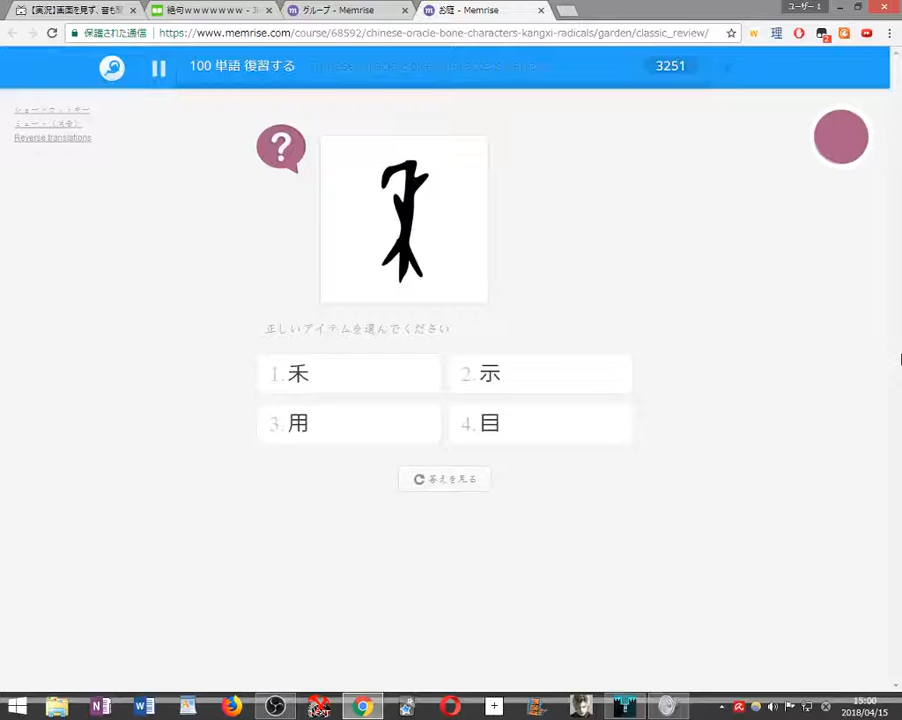 【実況】画面を見ず、音も聞
絶句ｗｗｗｗｗｗｗ - Ji
グループ - Memrise
お庭 - Memrise
ユーザー 1
保護された通信
https://www.memrise.com/course/68592/chinese-oracle-bone-characters-kangxi-radicals/garden/classic_review/
100 単語 復習する
3251
Reverse translations
?
正しいアイテムを選んでください
1. 禾
2. 示
3. 用
4. 目
答えを見る
15:00
2018/04/15